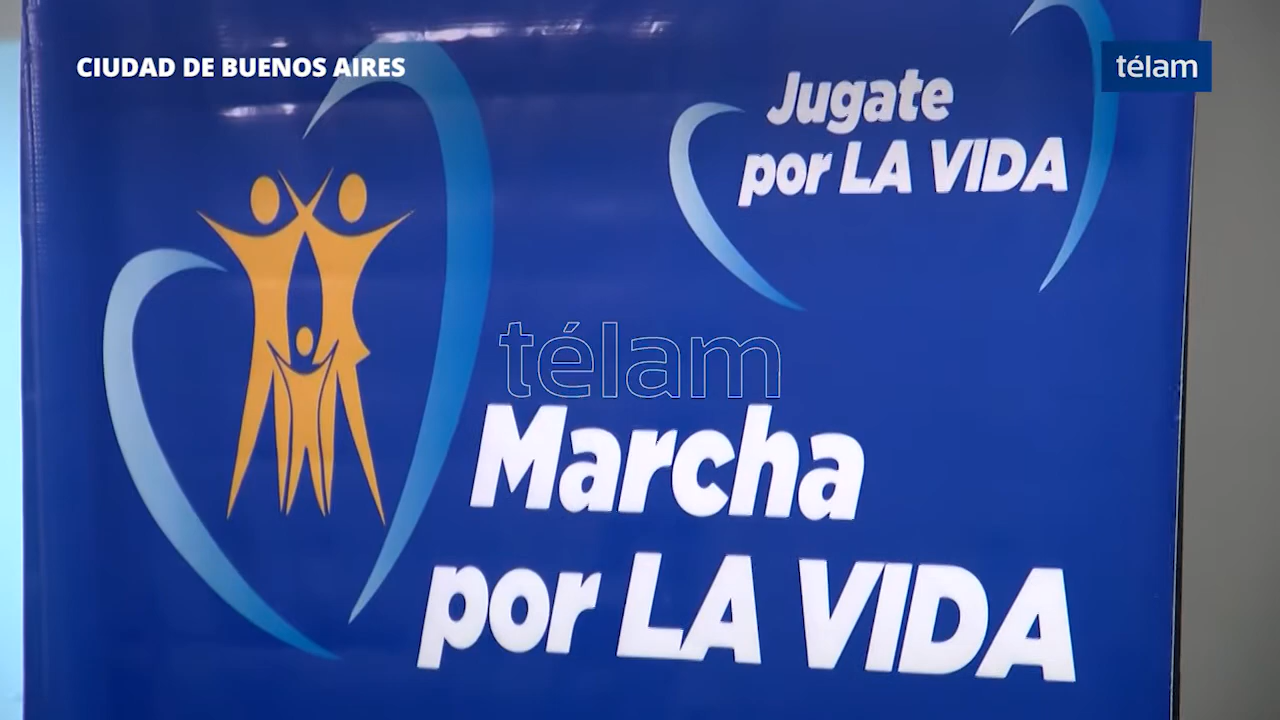 CIUDAD DE BUENOS AIRES
télam
Jugate
por LA VIDA
télam
Marcha
por LA VIDA